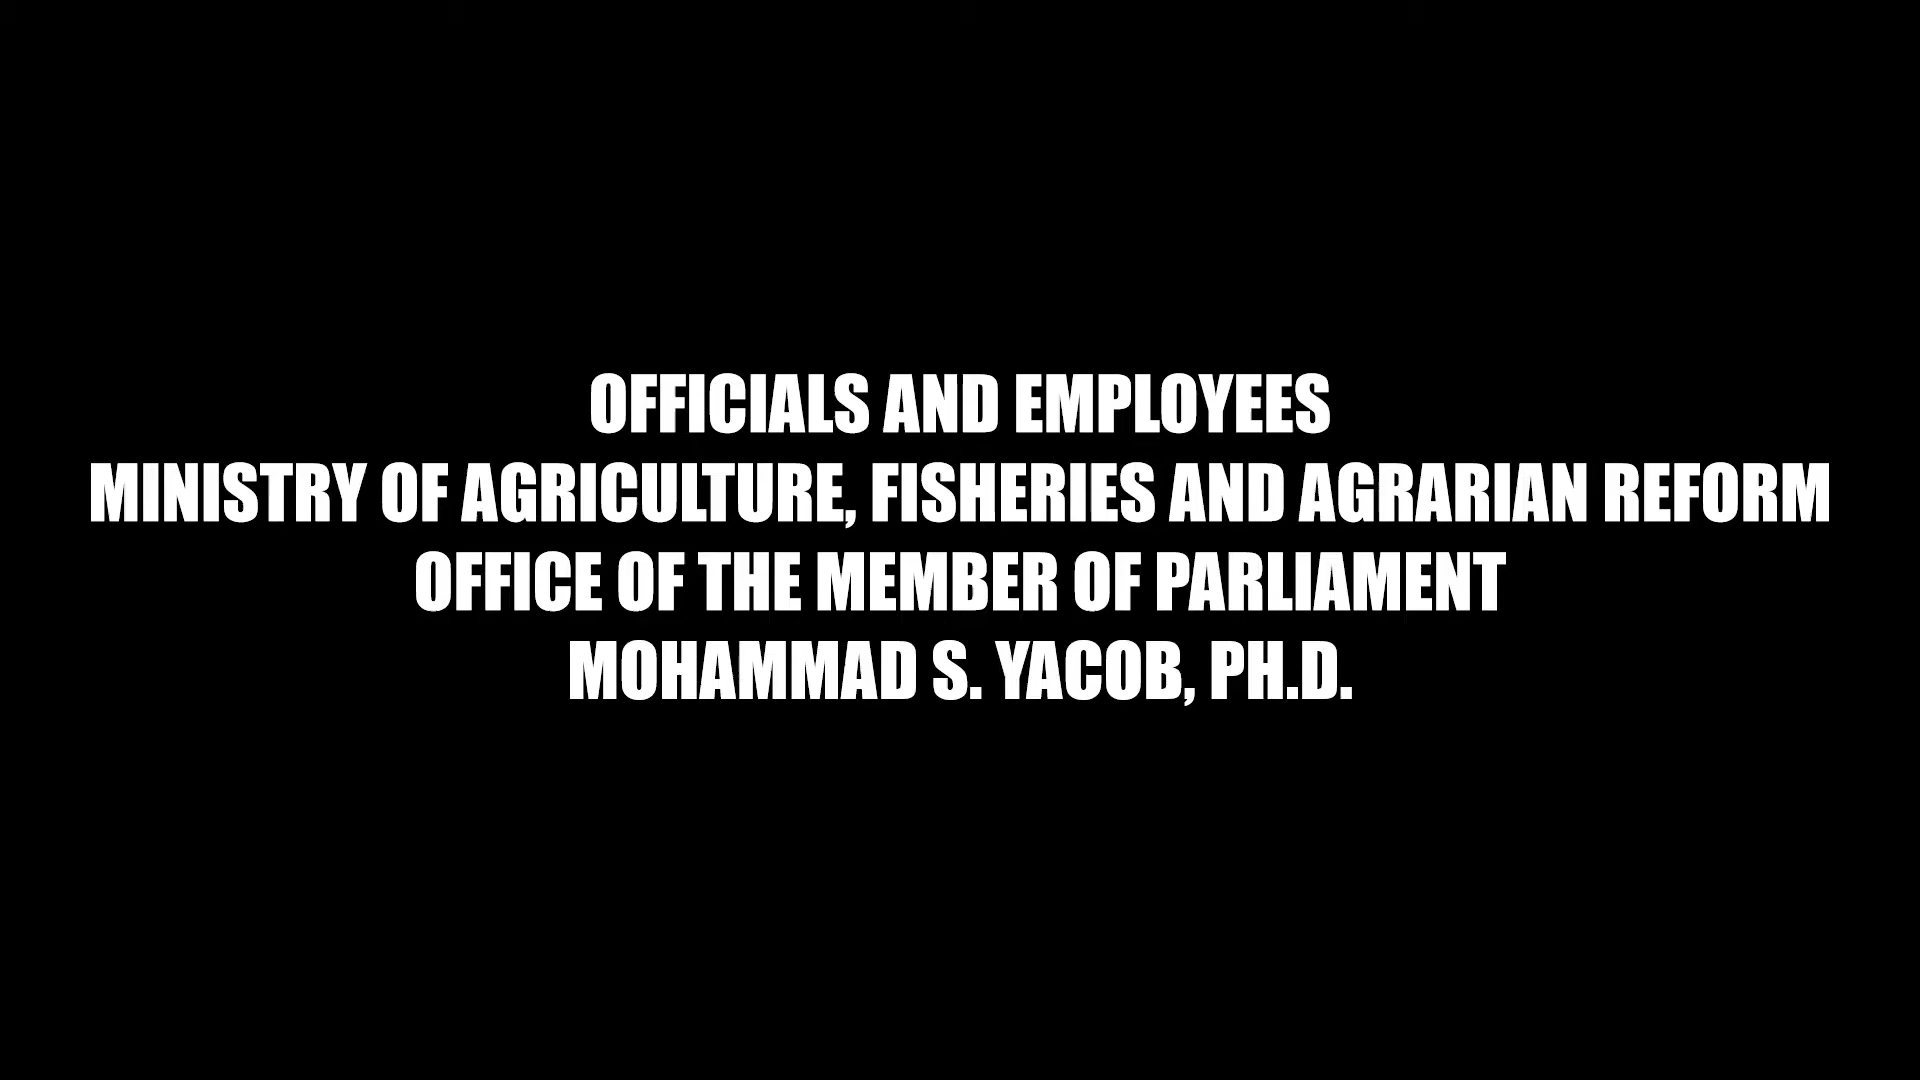 OFFICIALS AND EMPLOYEES
MINISTRY OF AGRICULTURE, FISHERIES AND AGRARIAN REFORM
OFFICE OF THE MEMBER OF PARLIAMENT
MOHAMMAD S. YACOB, PH.D.